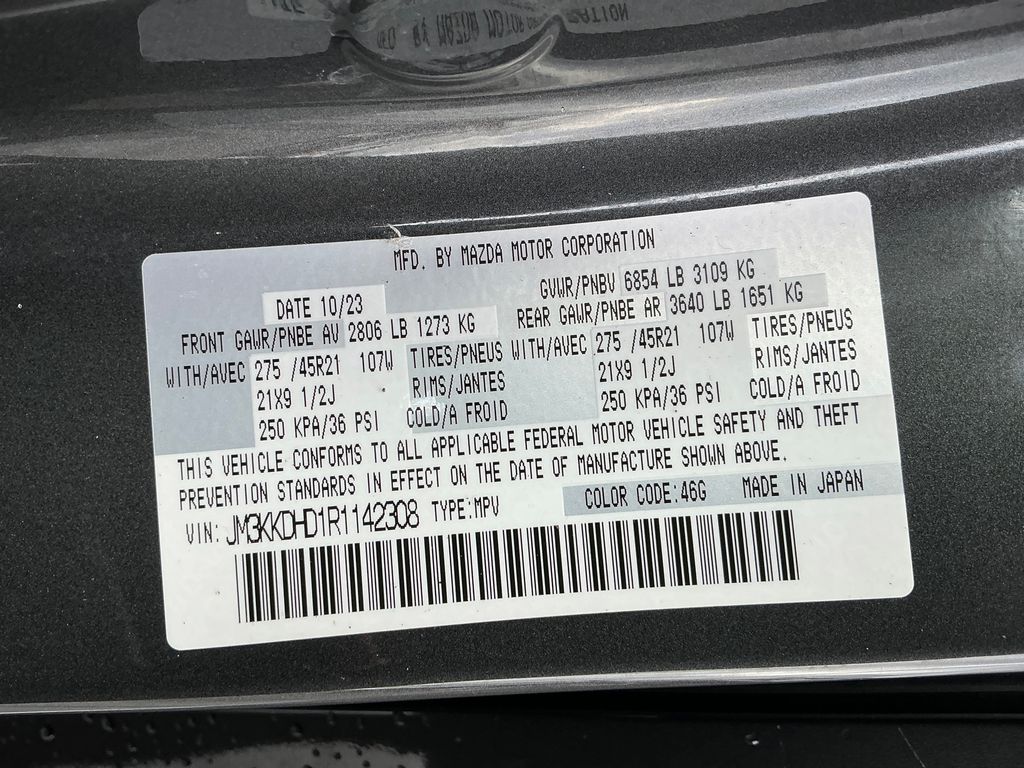 MFD. BY MAZDA MOTOR CORPORATION
DATE 10/23
GVWR/PNBV 6854 LB 3109 KG
FRONT GAWR/PNBE AV 2806 LB 1273 KG
REAR GAWR/PNBE AR 3640 LB 1651 KG
WITH/AVEC 275 /45R21 107W TIRES/PNEUS
21X9 1/2J RIMS/JANTES
250 KPA/36 PSI COLD/A FROID
WITH/AVEC 275 /45R21 107W TIRES/PNEUS
21X9 1/2J RIMS/JANTES
250 KPA/36 PSI COLD/A FROID
THIS VEHICLE CONFORMS TO ALL APPLICABLE FEDERAL MOTOR VEHICLE SAFETY AND THEFT
PREVENTION STANDARDS IN EFFECT ON THE DATE OF MANUFACTURE SHOWN ABOVE.
COLOR CODE:46G MADE IN JAPAN
VIN: JM3KKDHD1R1142308 TYPE:MPV